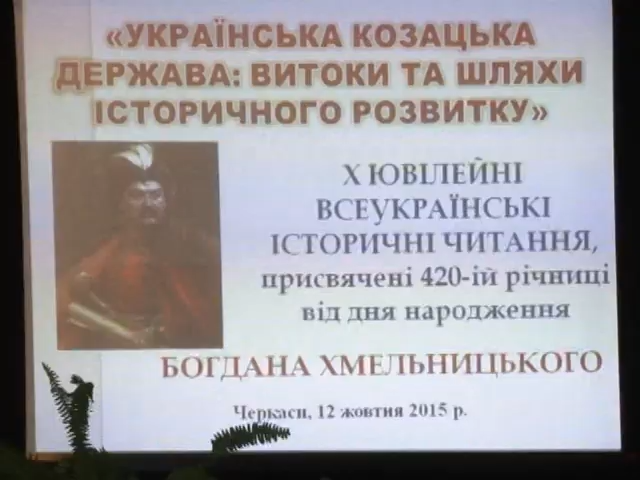 «УКРАЇНСЬКА КОЗАЦЬКА
ДЕРЖАВА: ВИТОКИ ТА ШЛЯХИ
ІСТОРИЧНОГО РОЗВИТКУ»
X ЮВІЛЕЙНІ
ВСЕУКРАЇНСЬКІ
ІСТОРИЧНІ ЧИТАННЯ,
присвячені 420-ій річниці
від дня народження
БОГДАНА ХМЕЛЬНИЦЬКОГО
Черкаси, 12 жовтня 2015 р.